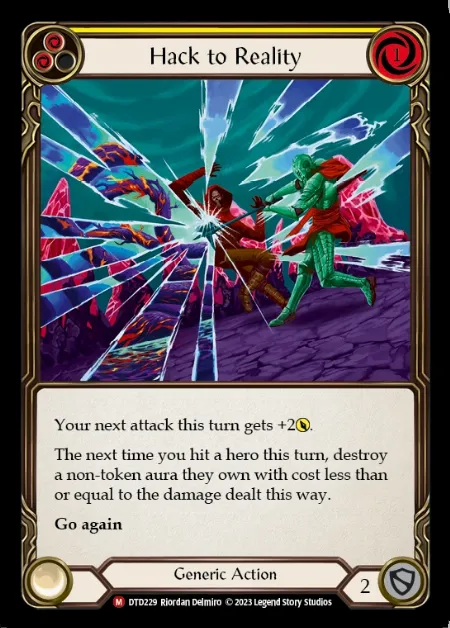 1
Hack to Reality
Your next attack this turn gets +2.
The next time you hit a hero this turn, destroy
a non-token aura they own with cost less than
or equal to the damage dealt this way.
Go again
Generic Action
2
M DTD229 Riordan Delmiro © 2023 Legend Story Studios